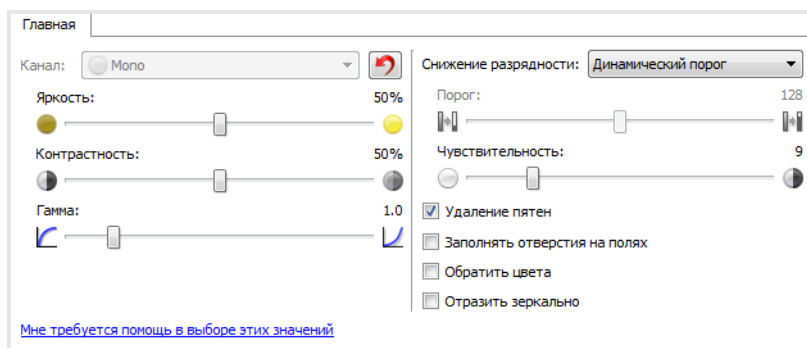 Главная
Канал: Mono
Яркость: 50%
Контрастность: 50%
Гамма: 1.0
Мне требуется помощь в выборе этих значений
Снижение разрядности: Динамический порог
Порог: 128
Чувствительность: 9
Удаление пятен
Заполнять отверстия на полях
Обратить цвета
Отразить зеркально